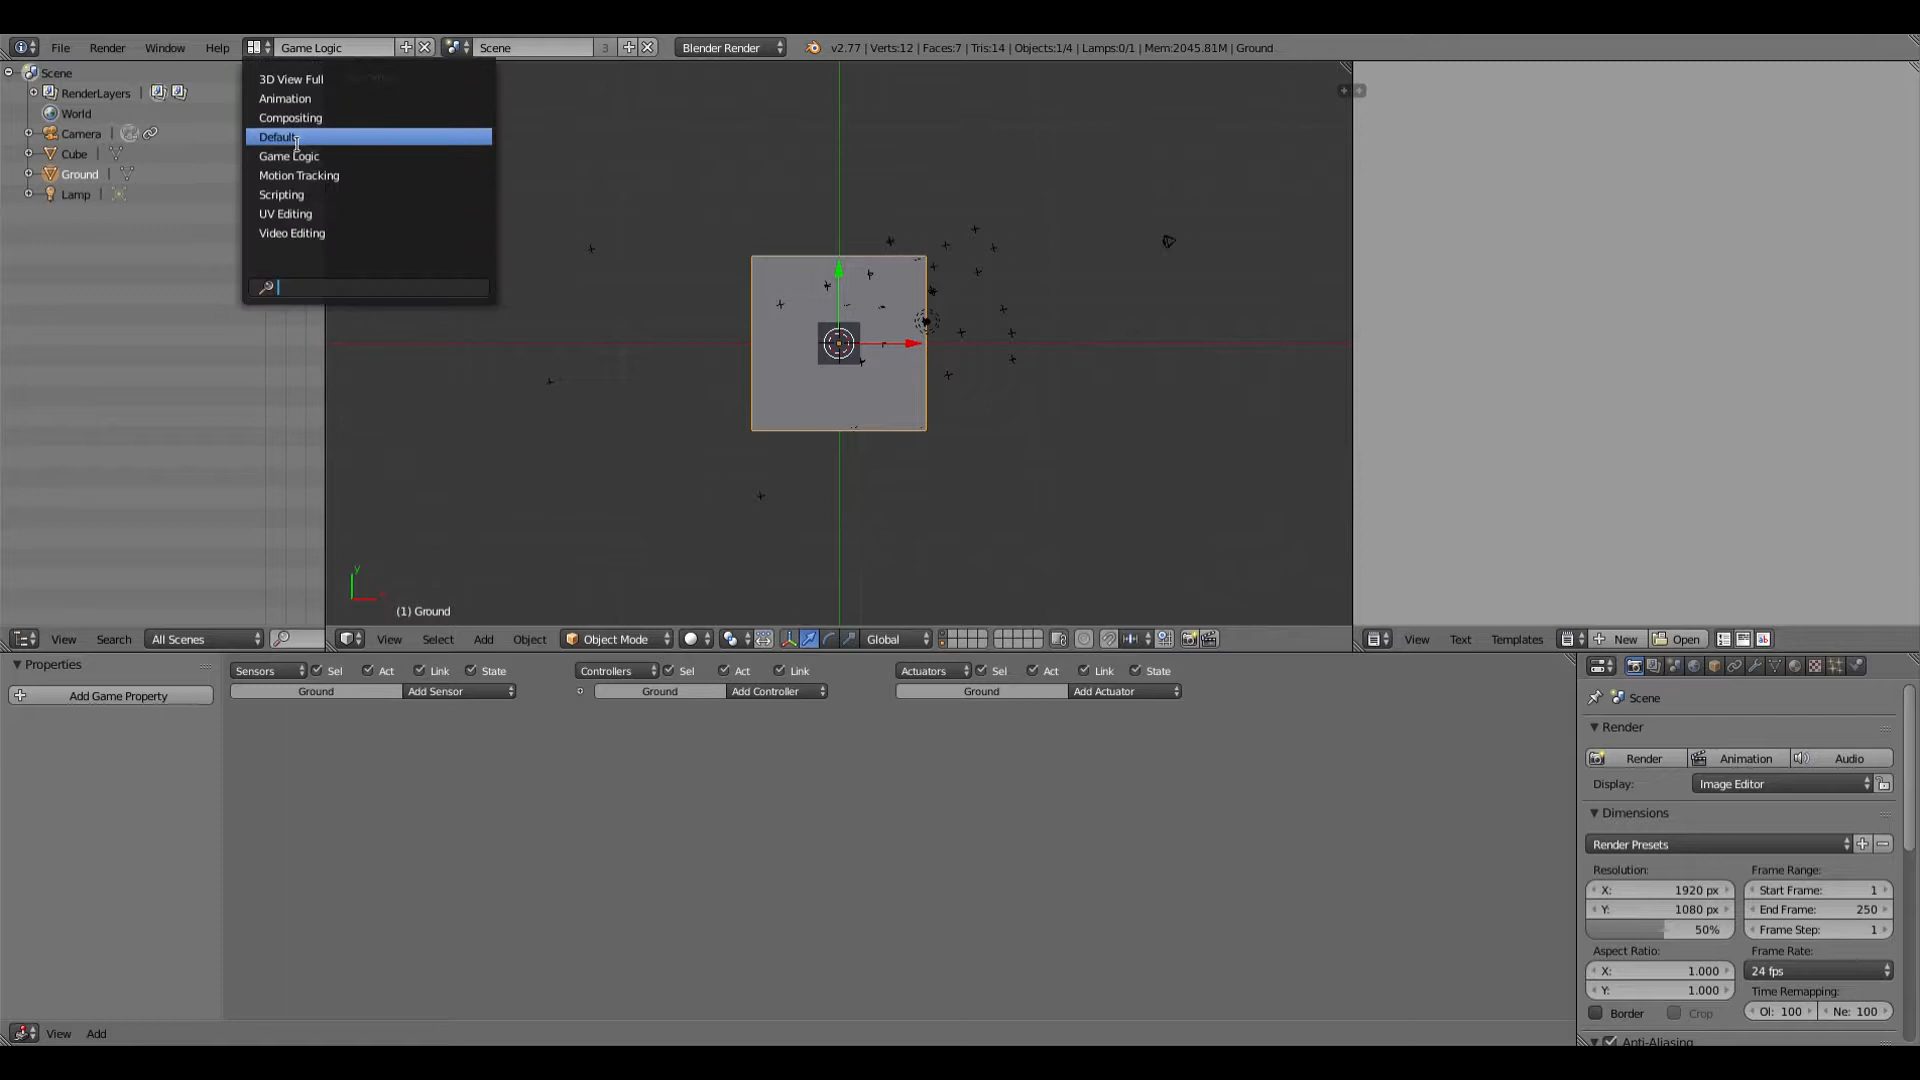 File Render Window Help Game Logic Scene 3 Blender Render v2.77 | Verts:12 | Faces:7 | Tris:14 | Objects:1/4 | Lamps:0/1 | Mem:2045.81M | Ground
Scene
RenderLayers
World
Camera
Cube
Ground
Lamp
3D View Full
Animation
Compositing
Default
Game Logic
Motion Tracking
Scripting
UV Editing
Video Editing
y
(1) Ground
View Search All Scenes
View Select Add Object Object Mode Global
View Text Templates New Open
Properties
Add Game Property
Sensors Sel Act Link State
Ground Add Sensor
Controllers Sel Act Link
Ground Add Controller
Actuators Sel Act Link State
Ground Add Actuator
Scene
Render
Render Animation Audio
Display: Image Editor
Dimensions
Render Presets
Resolution: Frame Range:
X: 1920 px Start Frame: 1
Y: 1080 px End Frame: 250
50% Frame Step: 1
Aspect Ratio: Frame Rate:
X: 1.000 24 fps
Y: 1.000 Time Remapping:
Border Crop Ol: 100 Ne: 100
Anti-Aliasing
View Add